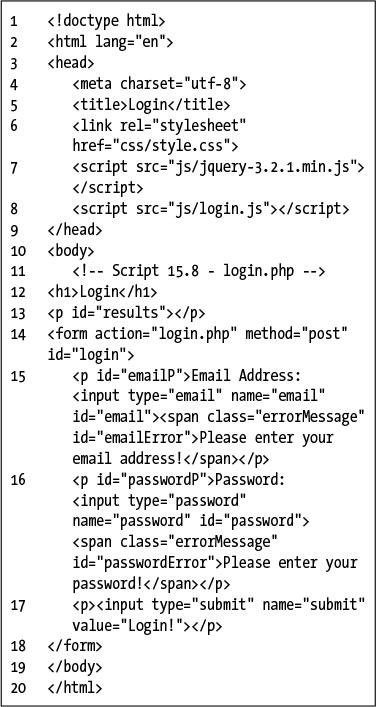 1 <!doctype html>
2 <html lang="en">
3 <head>
4 <meta charset="utf-8">
5 <title>Login</title>
6 <link rel="stylesheet"
href="css/style.css">
7 <script src="js/jquery-3.2.1.min.js">
</script>
8 <script src="js/login.js"></script>
9 </head>
10 <body>
11 <!-- Script 15.8 - login.php -->
12 <h1>Login</h1>
13 <p id="results"></p>
14 <form action="login.php" method="post"
id="login">
15 <p id="emailP">Email Address:
<input type="email" name="email"
id="email"><span class="errorMessage"
id="emailError">Please enter your
email address!</span></p>
16 <p id="passwordP">Password:
<input type="password"
name="password" id="password">
<span class="errorMessage"
id="passwordError">Please enter your
password!</span></p>
17 <p><input type="submit" name="submit"
value="Login!"></p>
18 </form>
19 </body>
20 </html>